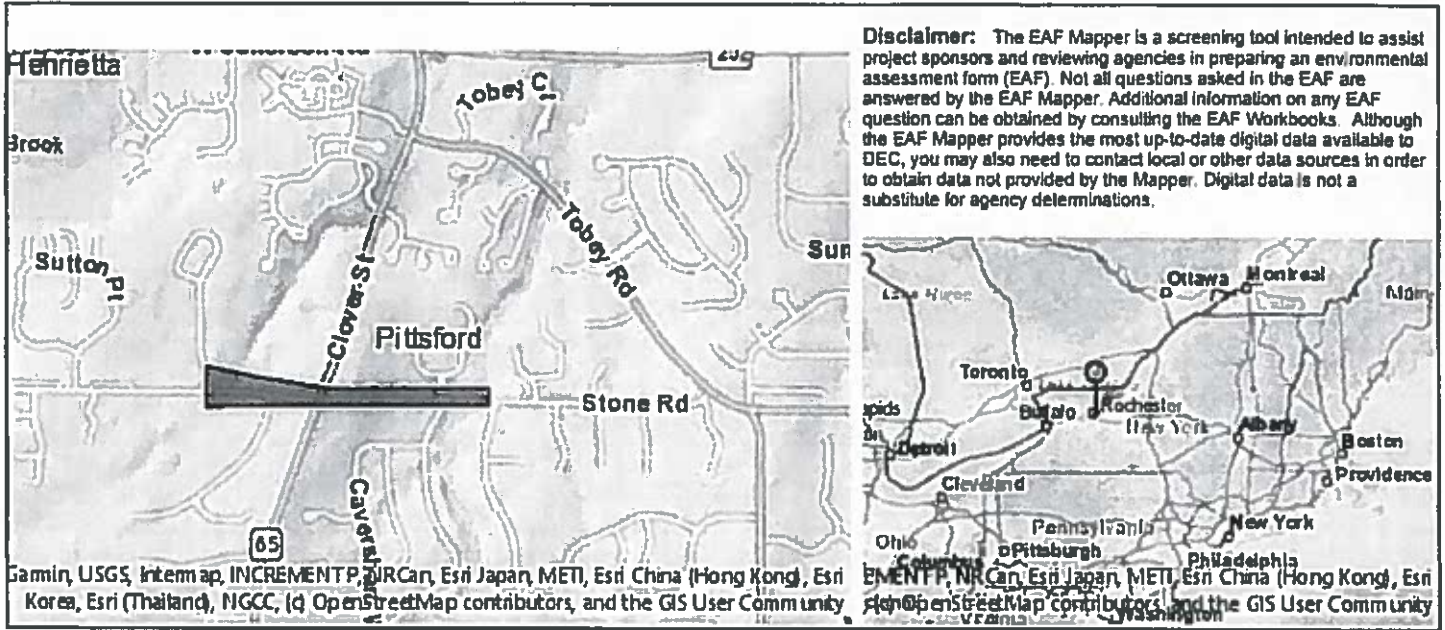 Henrietta
Brook
Tobey C
Sutton Pt
Clover St
Tobey Rd
Pittsford
Stone Rd
65
Garmin, USGS, Intermap, INCREMENT P, NRCan, Esri Japan, METI, Esri China (Hong Kong), Esri
Korea, Esri (Thailand), NGCC, (c) OpenStreetMap contributors, and the GIS User Community
Disclaimer: The EAF Mapper is a screening tool intended to assist
project sponsors and reviewing agencies in preparing an environmental
assessment form (EAF). Not all questions asked in the EAF are
answered by the EAF Mapper. Additional information on any EAF
question can be obtained by consulting the EAF Workbooks. Although
the EAF Mapper provides the most up-to-date digital data available to
DEC, you may also need to contact local or other data sources in order
to obtain data not provided by the Mapper. Digital data is not a
substitute for agency determinations.
Ottawa
Montreal
Toronto
Rochester
Buffalo
New York
Albany
Detroit
Boston
Providence
Cleveland
Pennsylvania
New York
Ohio
Pittsburgh
Philadelphia
Columbus
EMENT P, NRCan, Esri Japan, METI, Esri China (Hong Kong), Esri
OpenStreetMap contributors, and the GIS User Community
Washington